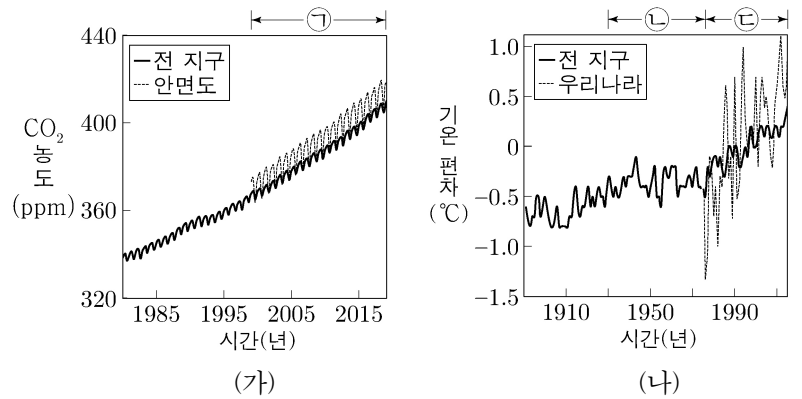 ㉠
440
전 지구
안면도
400
CO₂
농
도
(ppm)
360
320
1985 1995 2005 2015
시간(년)
(가)
㉡ ㉢
1.0
전 지구
우리나라
0.5
기
온
편
차
(℃)
0
−0.5
−1.0
−1.5
1910 1950 1990
시간(년)
(나)